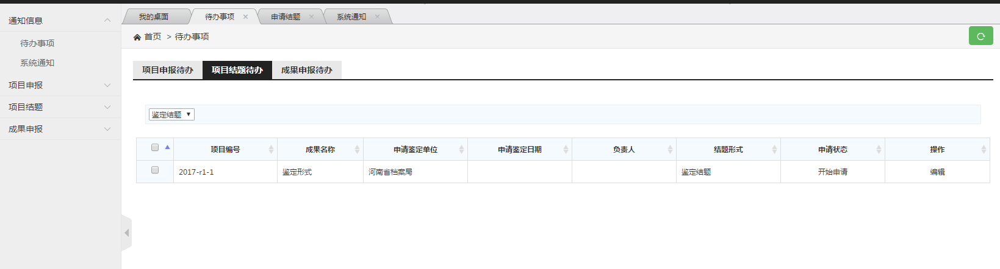 通知信息
待办事项
系统通知
项目申报
项目结题
成果申报
我的桌面 待办事项 申请结题 系统通知
首页 > 待办事项
项目申报待办 项目结题待办 成果申报待办
鉴定结题
项目编号 成果名称 申请鉴定单位 申请鉴定日期 负责人 结题形式 申请状态 操作
2017-r1-1 鉴定形式 河南省档案局 鉴定结题 开始申请 编辑